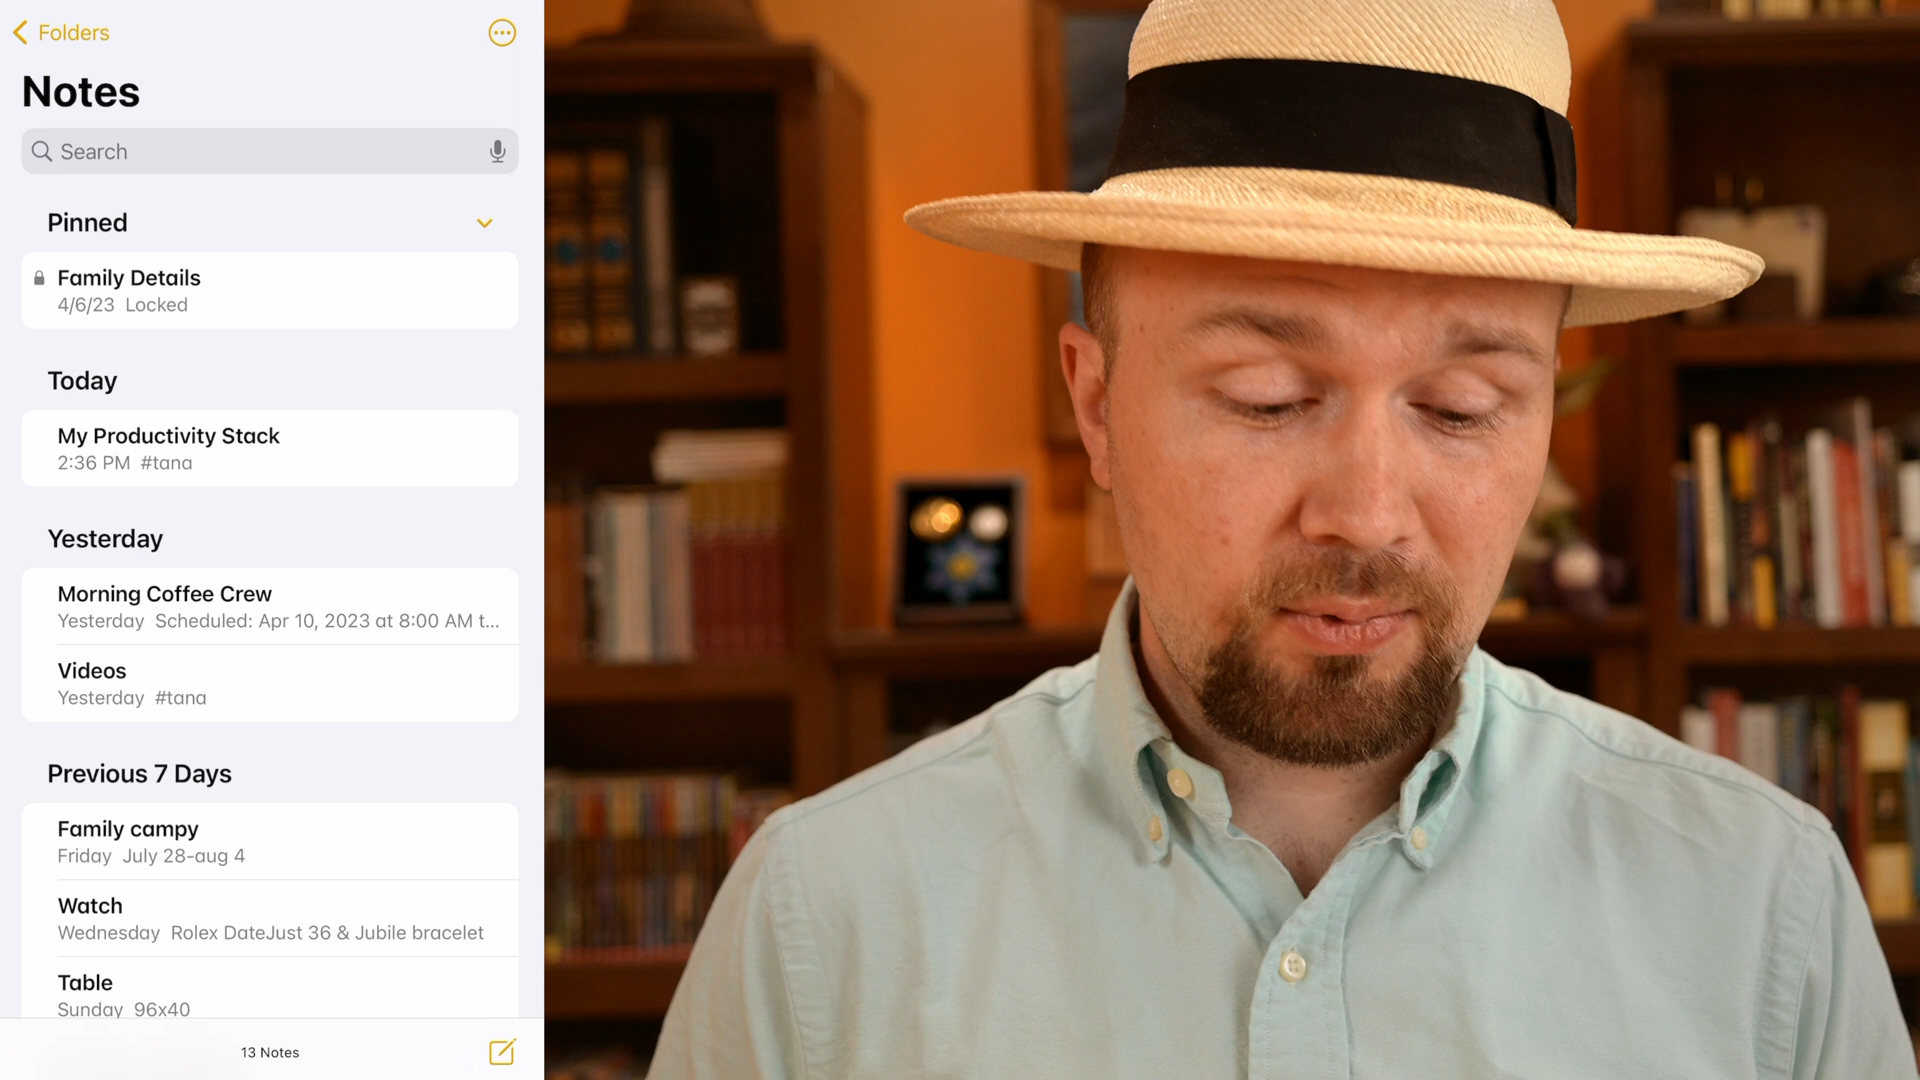 Folders
Notes
Search
Pinned
Family Details
4/6/23 Locked
Today
My Productivity Stack
2:36 PM #tana
Yesterday
Morning Coffee Crew
Yesterday Scheduled: Apr 10, 2023 at 8:00 AM t...
Videos
Yesterday #tana
Previous 7 Days
Family campy
Friday July 28-aug 4
Watch
Wednesday Rolex DateJust 36 & Jubile bracelet
Table
Sunday 96x40
13 Notes